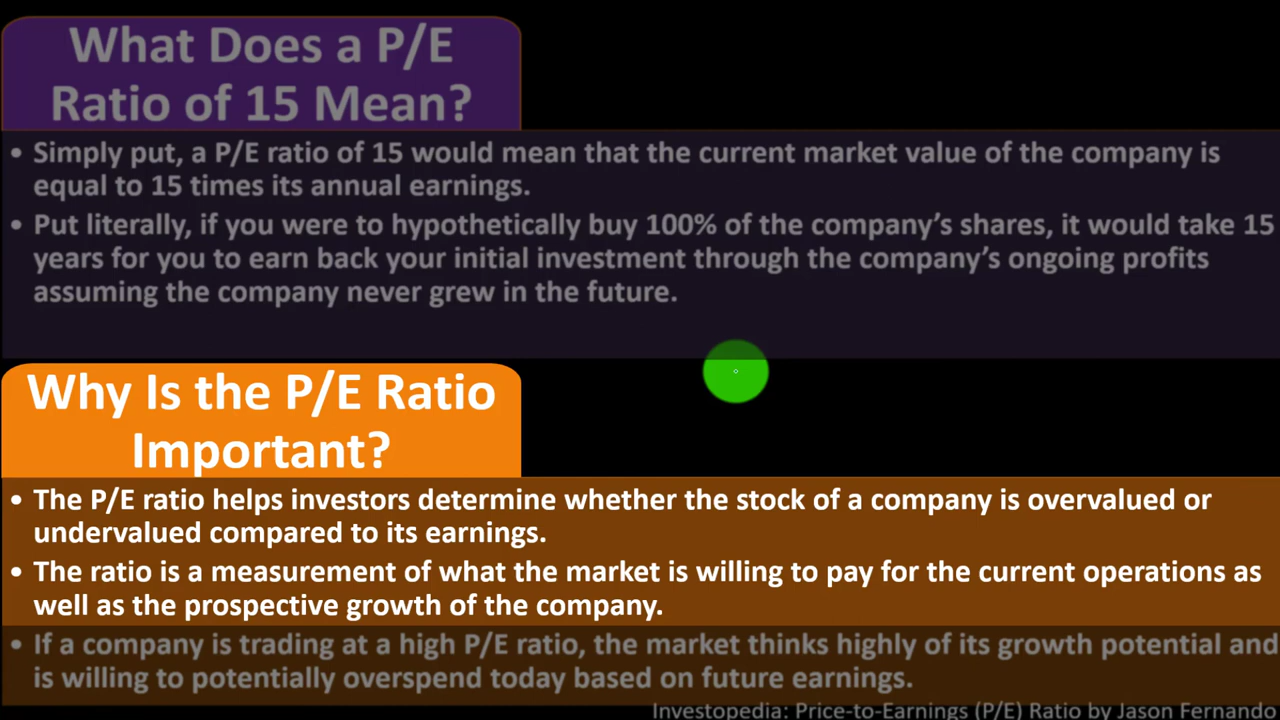 What Does a P/E
Ratio of 15 Mean?
• Simply put, a P/E ratio of 15 would mean that the current market value of the company is
equal to 15 times its annual earnings.
• Put literally, if you were to hypothetically buy 100% of the company’s shares, it would take 15
years for you to earn back your initial investment through the company’s ongoing profits
assuming the company never grew in the future.
Why Is the P/E Ratio
Important?
• The P/E ratio helps investors determine whether the stock of a company is overvalued or
undervalued compared to its earnings.
• The ratio is a measurement of what the market is willing to pay for the current operations as
well as the prospective growth of the company.
• If a company is trading at a high P/E ratio, the market thinks highly of its growth potential and
is willing to potentially overspend today based on future earnings.
Investopedia: Price-to-Earnings (P/E) Ratio by Jason Fernando